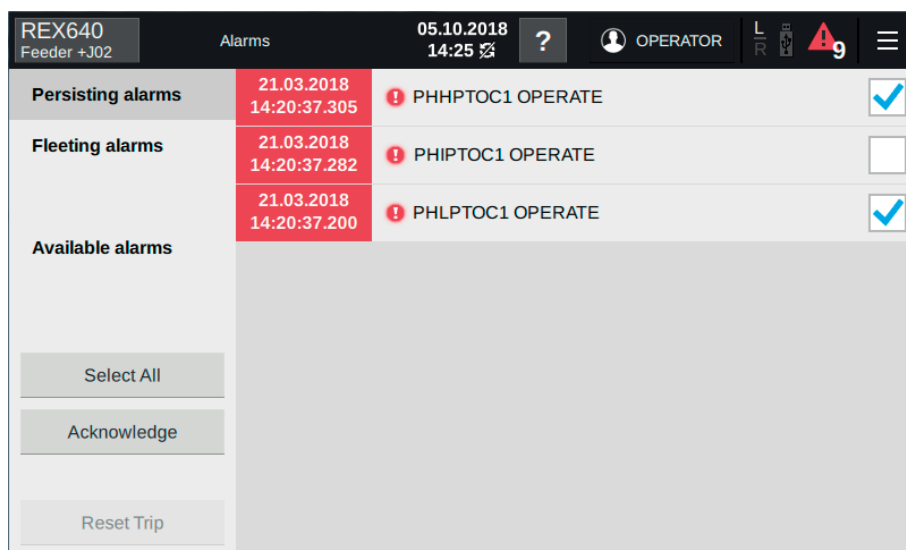 REX640
Feeder +J02
Alarms
05.10.2018
14:25
?
OPERATOR
L
R
9
Persisting alarms
21.03.2018
14:20:37.305
PHHPTOC1 OPERATE
Fleeting alarms
21.03.2018
14:20:37.282
PHIPTOC1 OPERATE
21.03.2018
14:20:37.200
PHLPTOC1 OPERATE
Available alarms
Select All
Acknowledge
Reset Trip